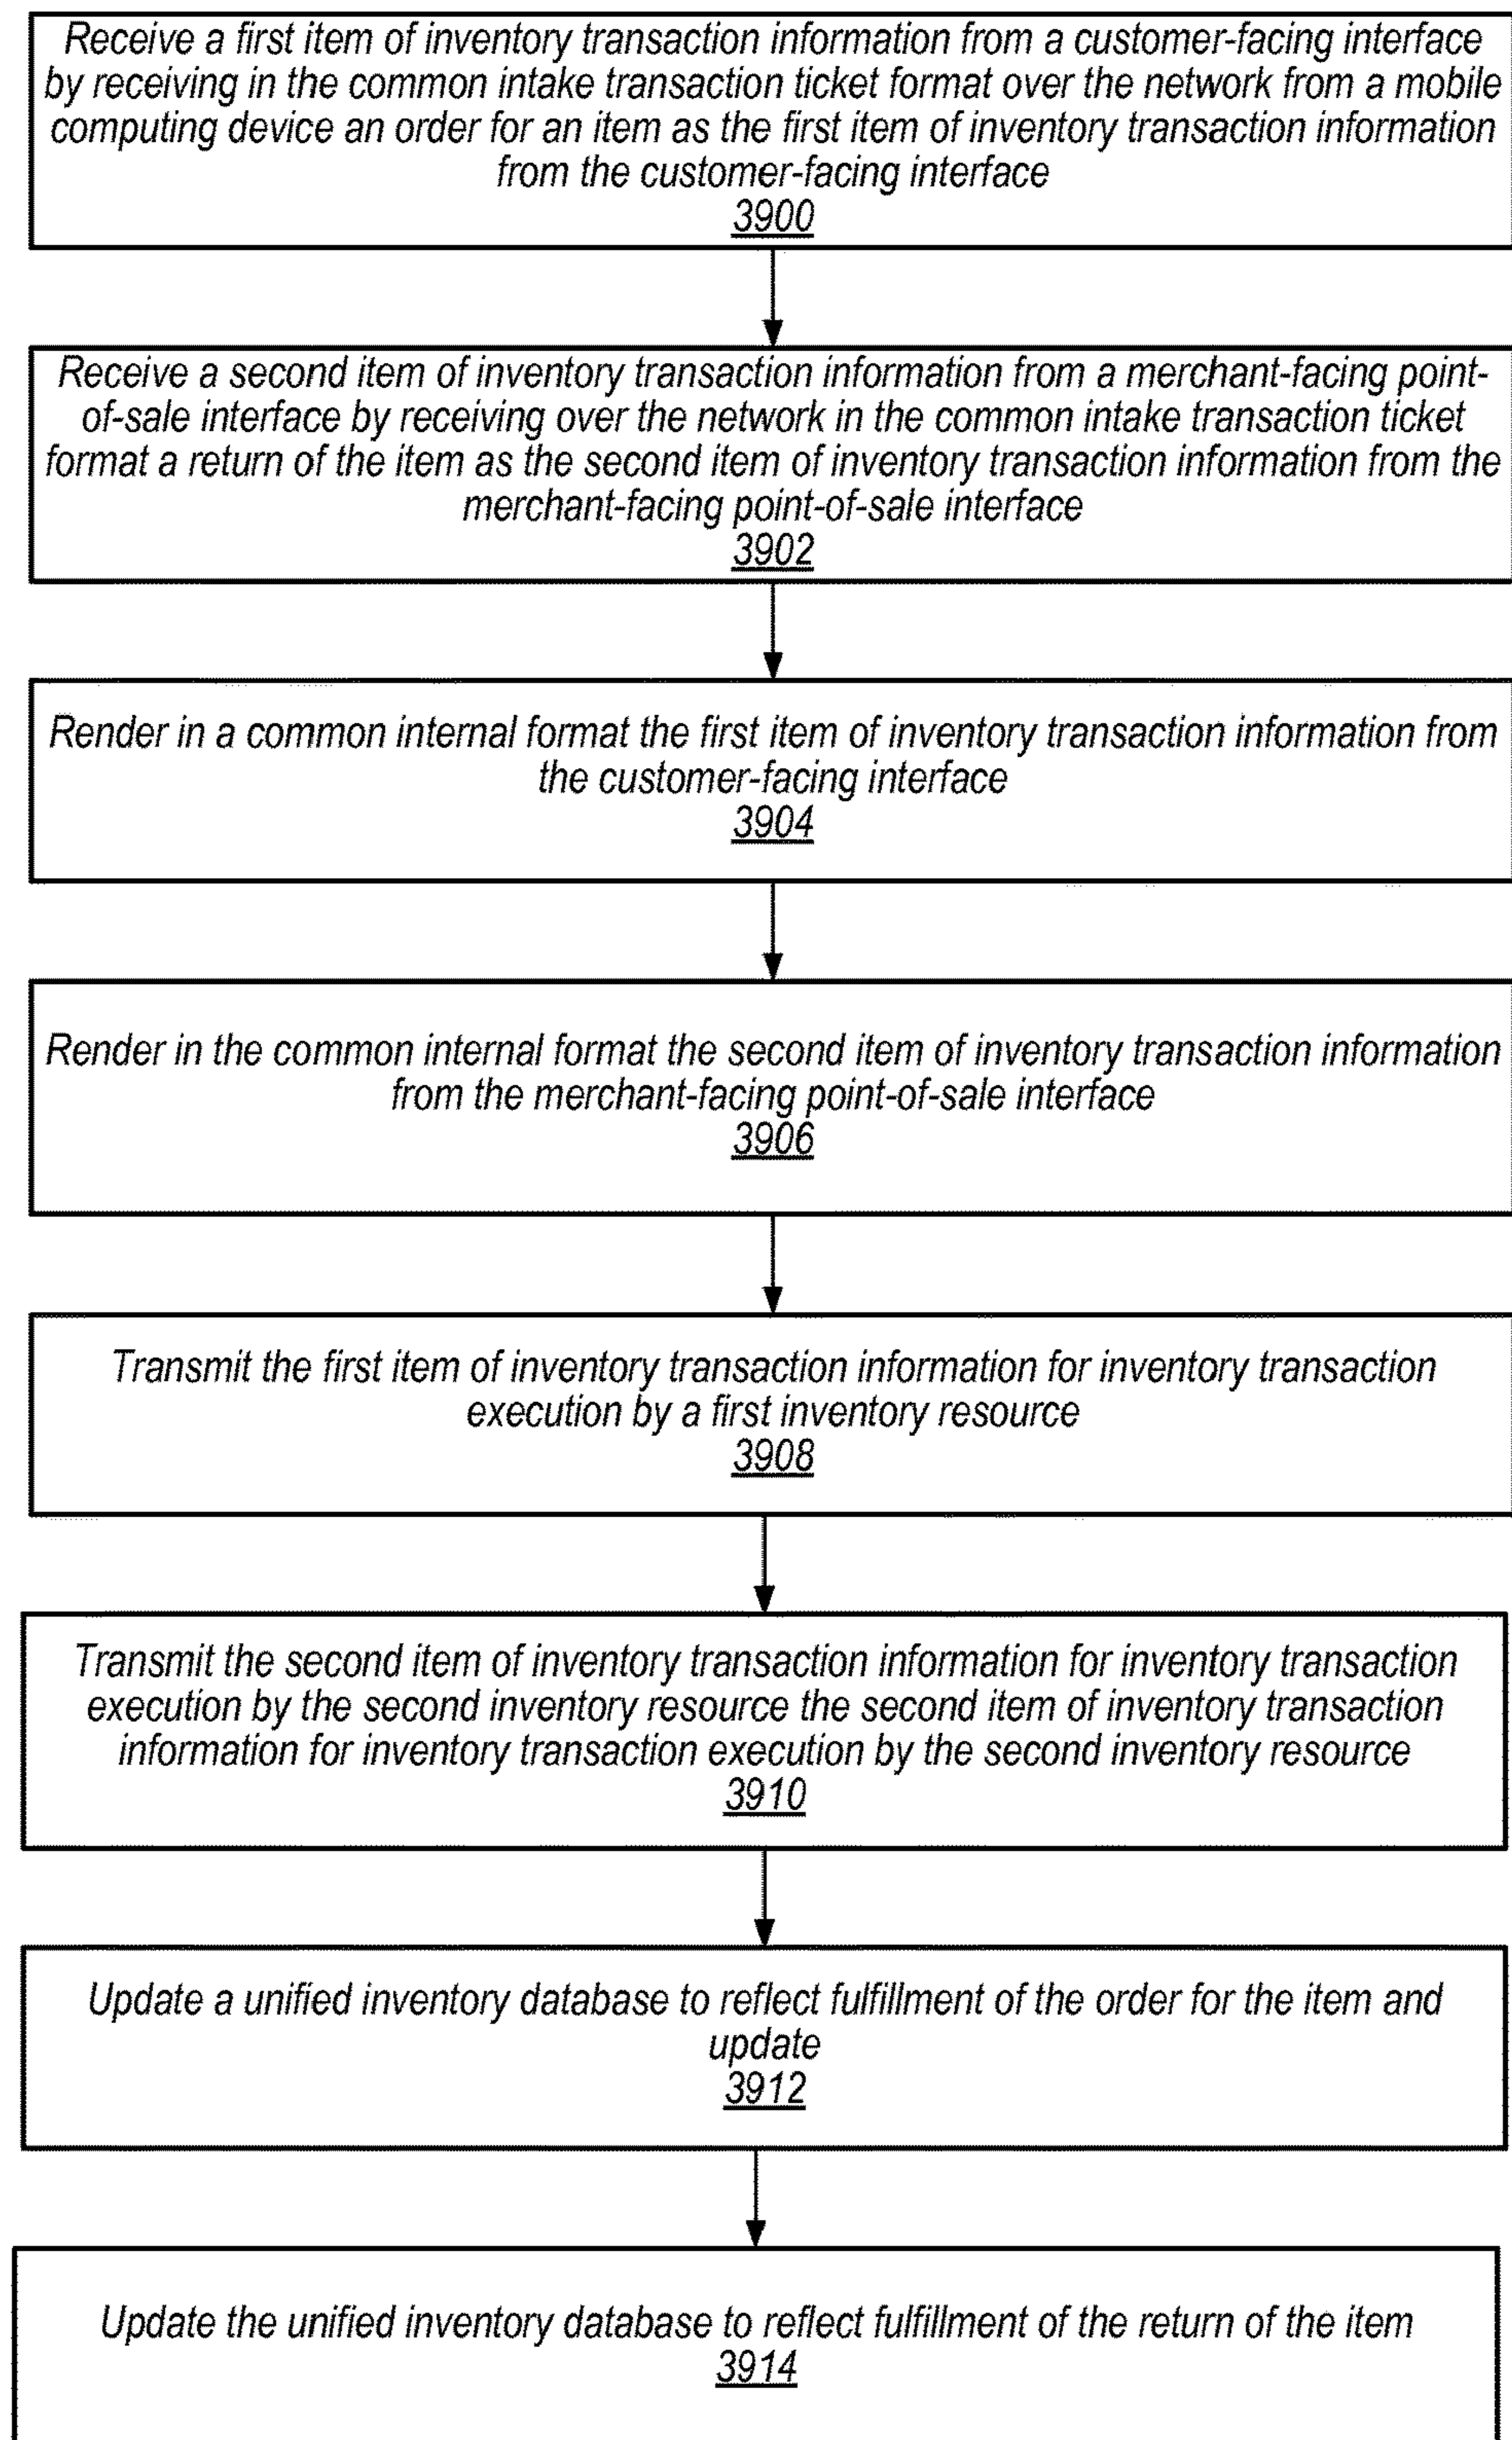 Receive a first item of inventory transaction information from a customer-facing interface
by receiving in the common intake transaction ticket format over the network from a mobile
computing device an order for an item as the first item of inventory transaction information
from the customer-facing interface
3900
Receive a second item of inventory transaction information from a merchant-facing point-
of-sale interface by receiving over the network in the common intake transaction ticket
format a return of the item as the second item of inventory transaction information from the
merchant-facing point-of-sale interface
3902
Render in a common internal format the first item of inventory transaction information from
the customer-facing interface
3904
Render in the common internal format the second item of inventory transaction information
from the merchant-facing point-of-sale interface
3906
Transmit the first item of inventory transaction information for inventory transaction
execution by a first inventory resource
3908
Transmit the second item of inventory transaction information for inventory transaction
execution by the second inventory resource the second item of inventory transaction
information for inventory transaction execution by the second inventory resource
3910
Update a unified inventory database to reflect fulfillment of the order for the item and
update
3912
Update the unified inventory database to reflect fulfillment of the return of the item
3914